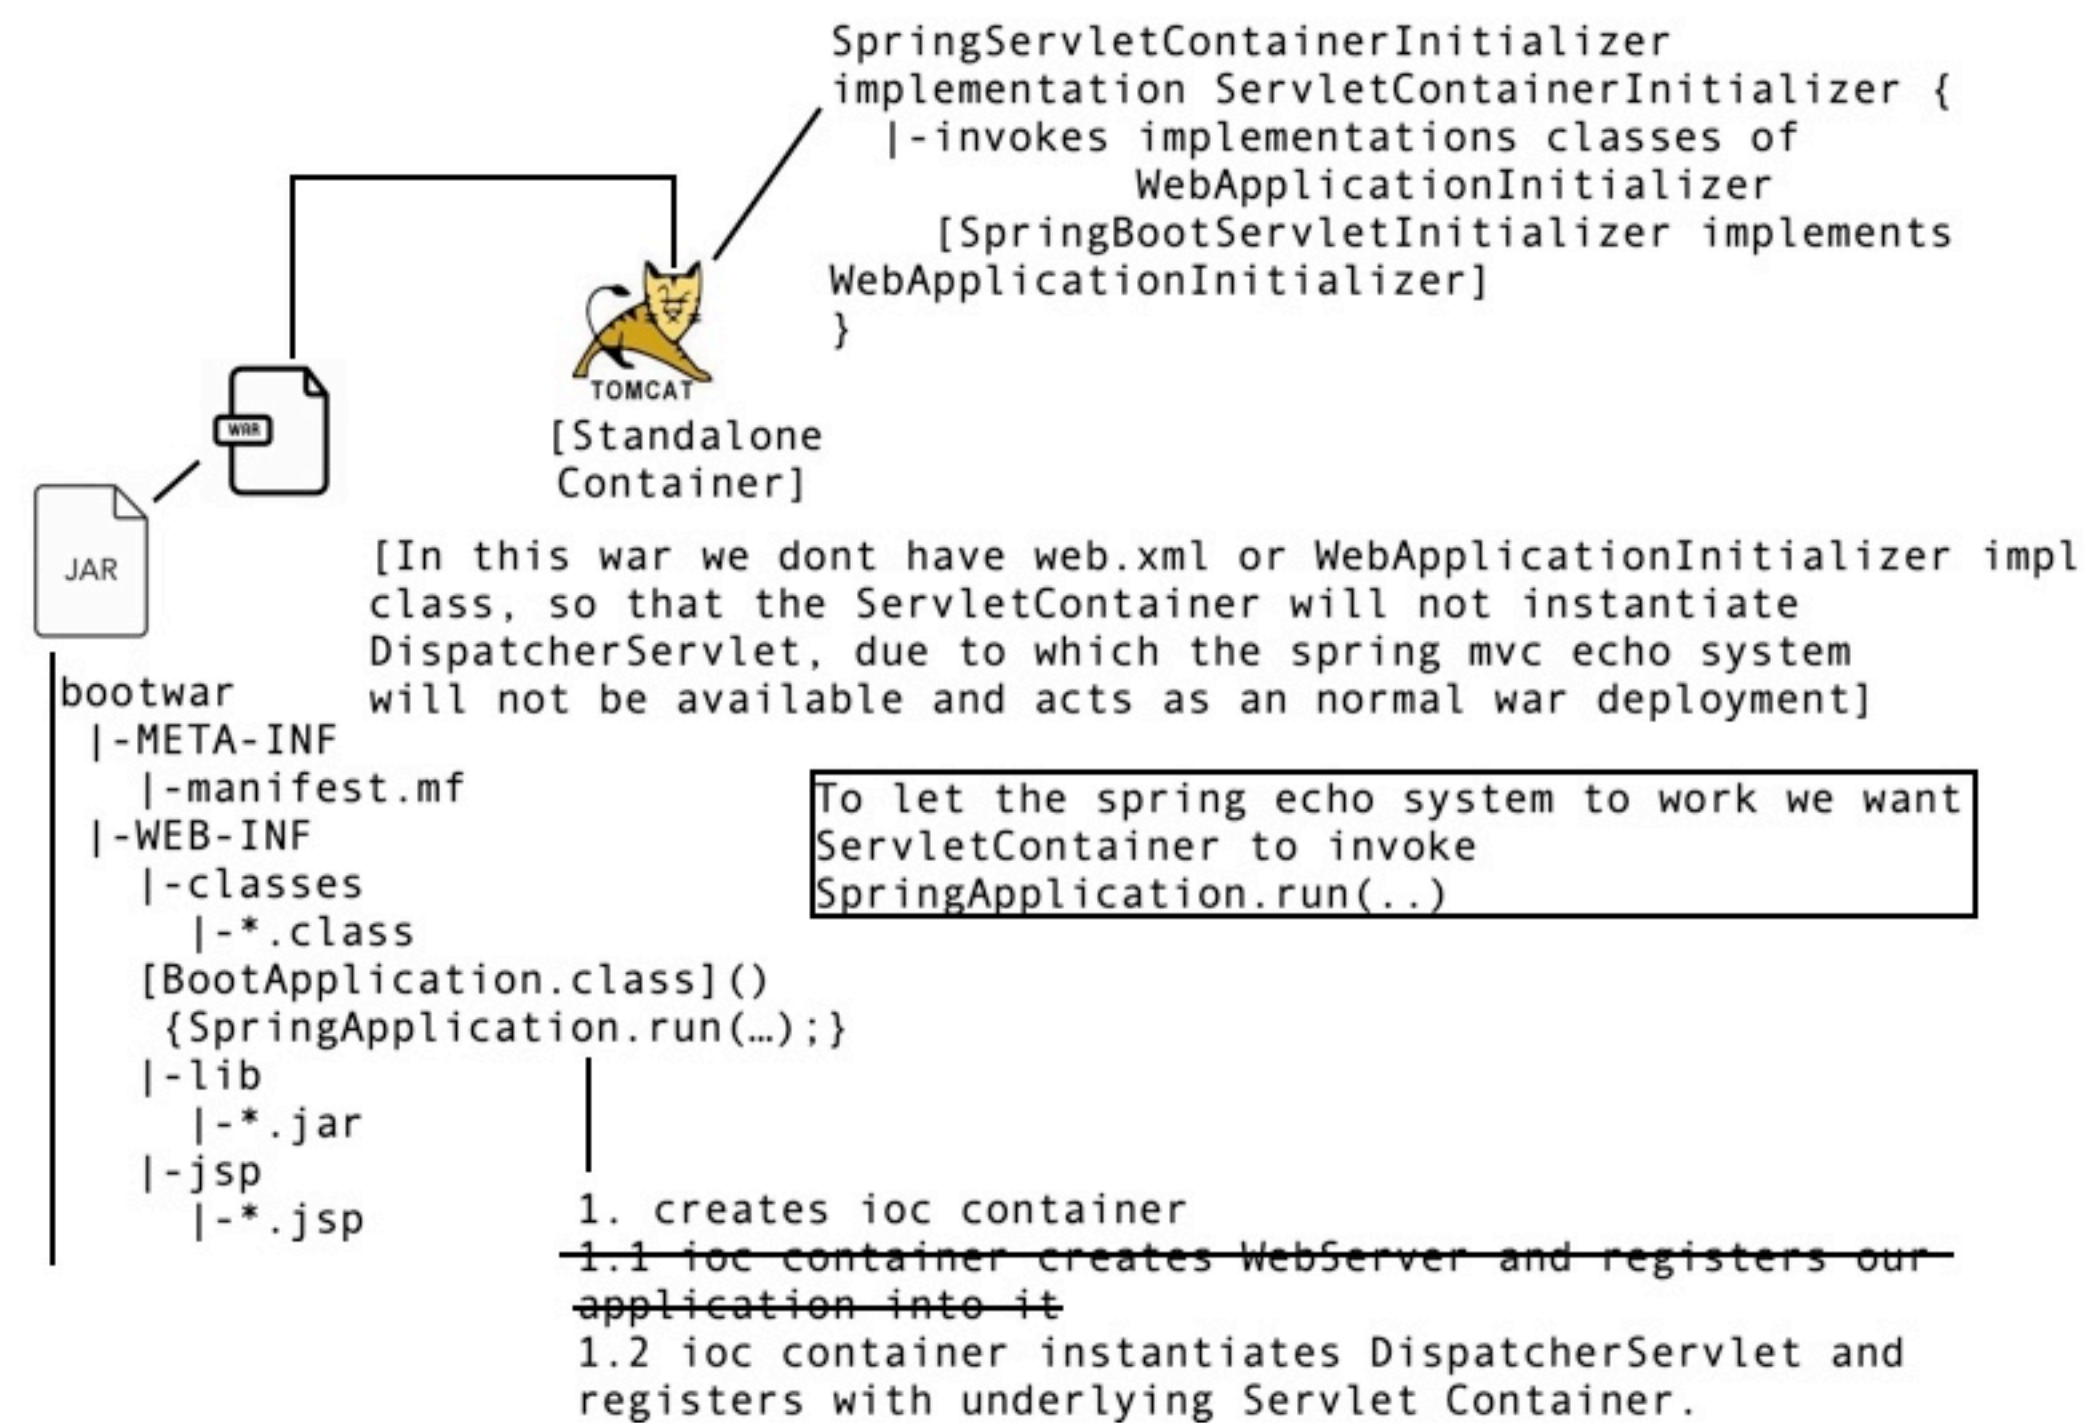 SpringServletContainerInitializer
implementation ServletContainerInitializer {
|-invokes implementations classes of
WebApplicationInitializer
[SpringBootServletInitializer implements
WebApplicationInitializer]
}
TOMCAT
[Standalone
Container]
WAR
JAR
[In this war we dont have web.xml or WebApplicationInitializer impl
class, so that the ServletContainer will not instantiate
DispatcherServlet, due to which the spring mvc echo system
will not be available and acts as an normal war deployment]
bootwar
|-META-INF
|-manifest.mf
|-WEB-INF
|-classes
|-*.class
[BootApplication.class]()
{SpringApplication.run(…);}
|-lib
|-*.jar
|-jsp
|-*.jsp
To let the spring echo system to work we want
ServletContainer to invoke
SpringApplication.run(..)
1. creates ioc container
1.1 ioc container creates WebServer and registers our
application into it
1.2 ioc container instantiates DispatcherServlet and
registers with underlying Servlet Container.